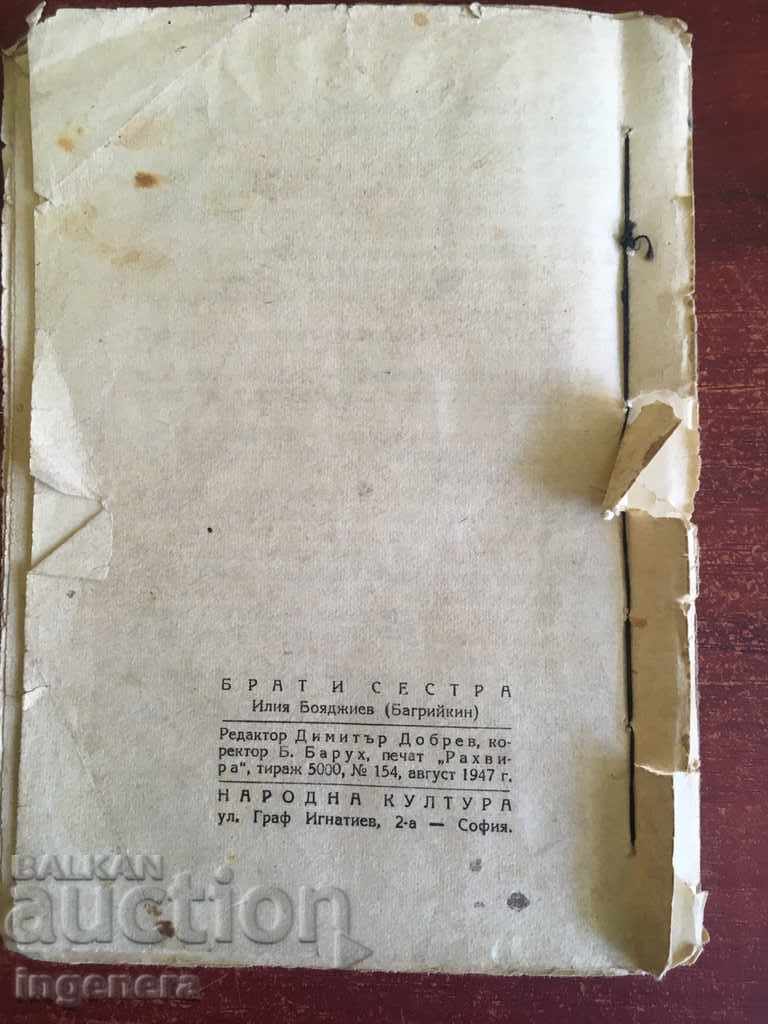 БРАТ И СЕСТРА
Илия Бояджиев (Багрийкин)
Редактор Димитър Добрев, ко-
ректор Б. Барух, печат „Рахви-
ра“, тираж 5000, № 154, август 1947 г.
НАРОДНА КУЛТУРА
ул. Граф Игнатиев, 2-а — София.
BALKAN
auction
ingenera